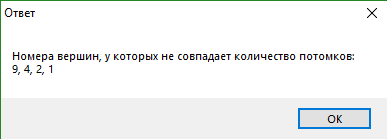 Ответ
Номера вершин, у которых не совпадает количество потомков:
9, 4, 2, 1
OK